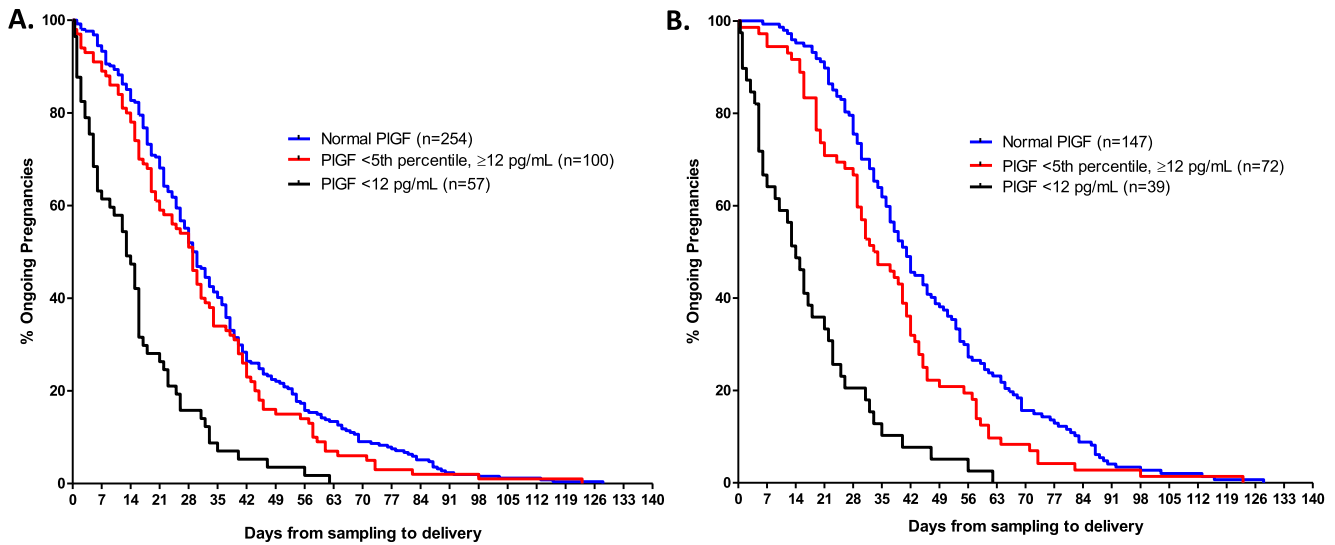 A.
100
80
60
40
20
0
% Ongoing Pregnancies
Normal PlGF (n=254)
PlGF <5th percentile, ≥12 pg/mL (n=100)
PlGF <12 pg/mL (n=57)
0 7 14 21 28 35 42 49 56 63 70 77 84 91 98 105 112 119 126 133 140
Days from sampling to delivery
B.
100
80
60
40
20
0
% Ongoing Pregnancies
Normal PlGF (n=147)
PlGF <5th percentile, ≥12 pg/mL (n=72)
PlGF <12 pg/mL (n=39)
0 7 14 21 28 35 42 49 56 63 70 77 84 91 98 105 112 119 126 133 140
Days from sampling to delivery